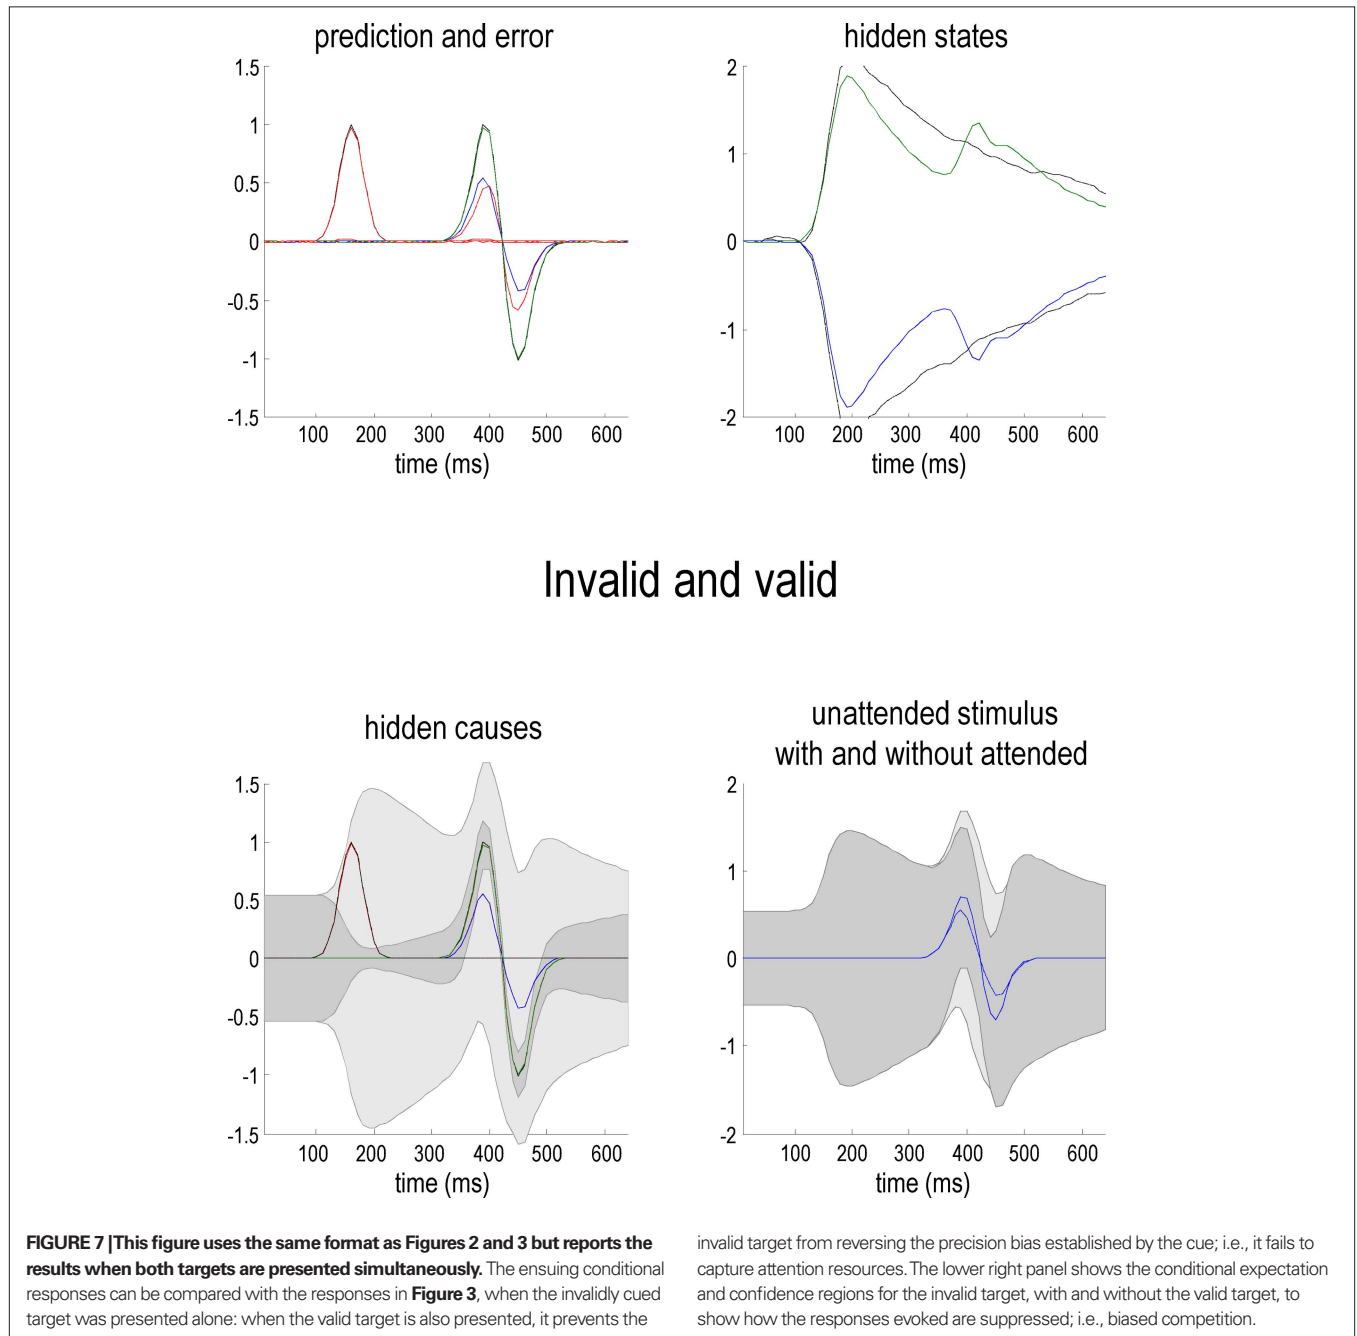 prediction and error
1.5
1
0.5
0
-0.5
-1
-1.5
100 200 300 400 500 600
time (ms)
hidden states
2
1
0
-1
-2
100 200 300 400 500 600
time (ms)
Invalid and valid
hidden causes
1.5
1
0.5
0
-0.5
-1
-1.5
100 200 300 400 500 600
time (ms)
unattended stimulus
with and without attended
2
1
0
-1
-2
100 200 300 400 500 600
time (ms)
FIGURE 7 | This figure uses the same format as Figures 2 and 3 but reports the
results when both targets are presented simultaneously. The ensuing conditional
responses can be compared with the responses in Figure 3, when the invalidly cued
target was presented alone: when the valid target is also presented, it prevents the
invalid target from reversing the precision bias established by the cue; i.e., it fails to
capture attention resources. The lower right panel shows the conditional expectation
and confidence regions for the invalid target, with and without the valid target, to
show how the responses evoked are suppressed; i.e., biased competition.